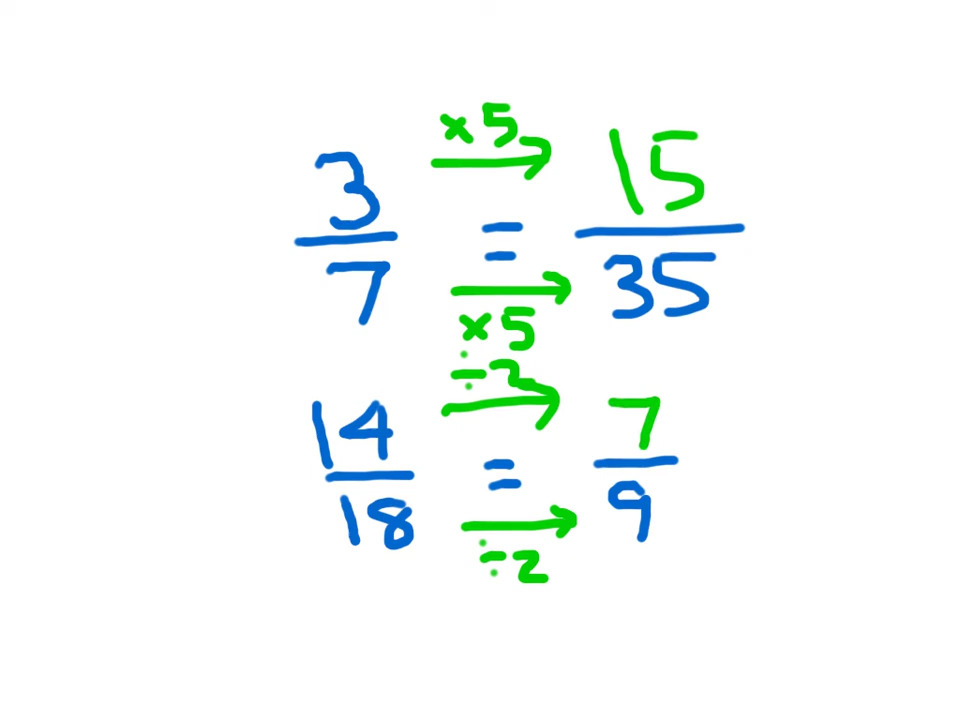 ×5
3/7 = 15/35
×5
÷2
14/18 = 7/9
÷2